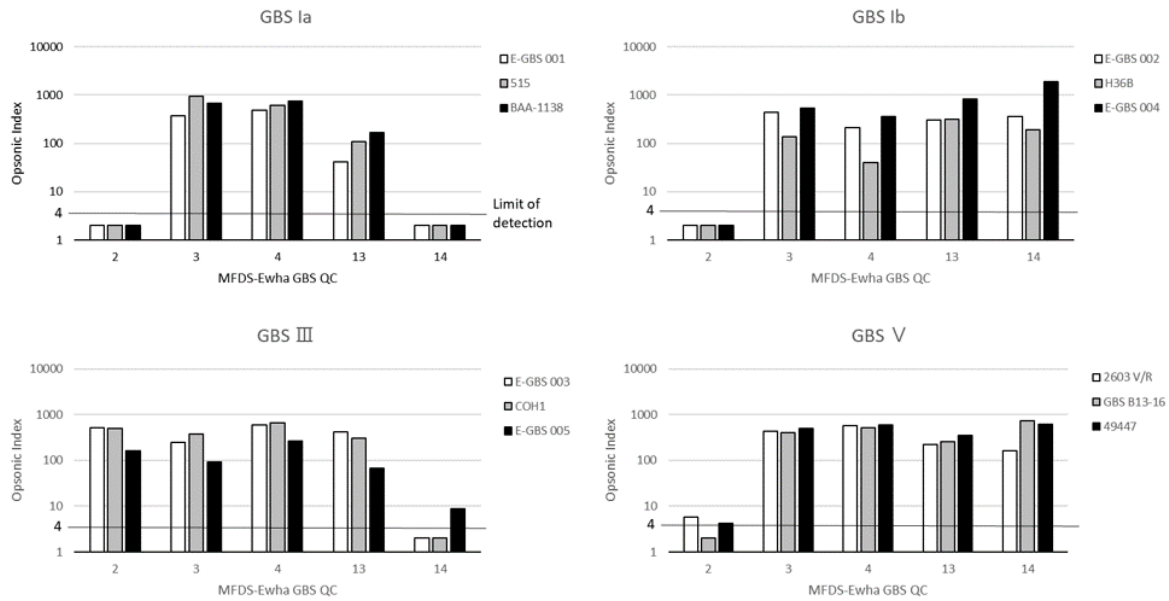 GBS Ia
10000
1000
100
10
4
1
Opsonic Index
2 3 4 13 14
MFDS-Ewha GBS QC
E-GBS 001
515
BAA-1138
Limit of
detection
GBS Ib
10000
1000
100
10
4
1
Opsonic Index
2 3 4 13 14
MFDS-Ewha GBS QC
E-GBS 002
H36B
E-GBS 004
GBS Ⅲ
10000
1000
100
10
4
1
Opsonic Index
2 3 4 13 14
MFDS-Ewha GBS QC
E-GBS 003
COH1
E-GBS 005
GBS Ⅴ
10000
1000
100
10
4
1
Opsonic Index
2 3 4 13 14
MFDS-Ewha GBS QC
2603 V/R
GBS B13-16
49447